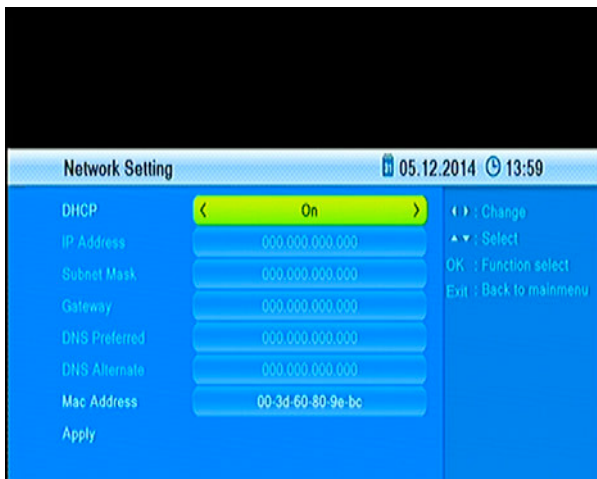 Network Setting 05.12.2014 13:59
DHCP < On >
IP Address 000.000.000.000
Subnet Mask 000.000.000.000
Gateway 000.000.000.000
DNS Preferred 000.000.000.000
DNS Alternate 000.000.000.000
Mac Address 00-3d-60-80-9e-bc
Apply
: Change
: Select
OK : Function select
Exit : Back to mainmenu